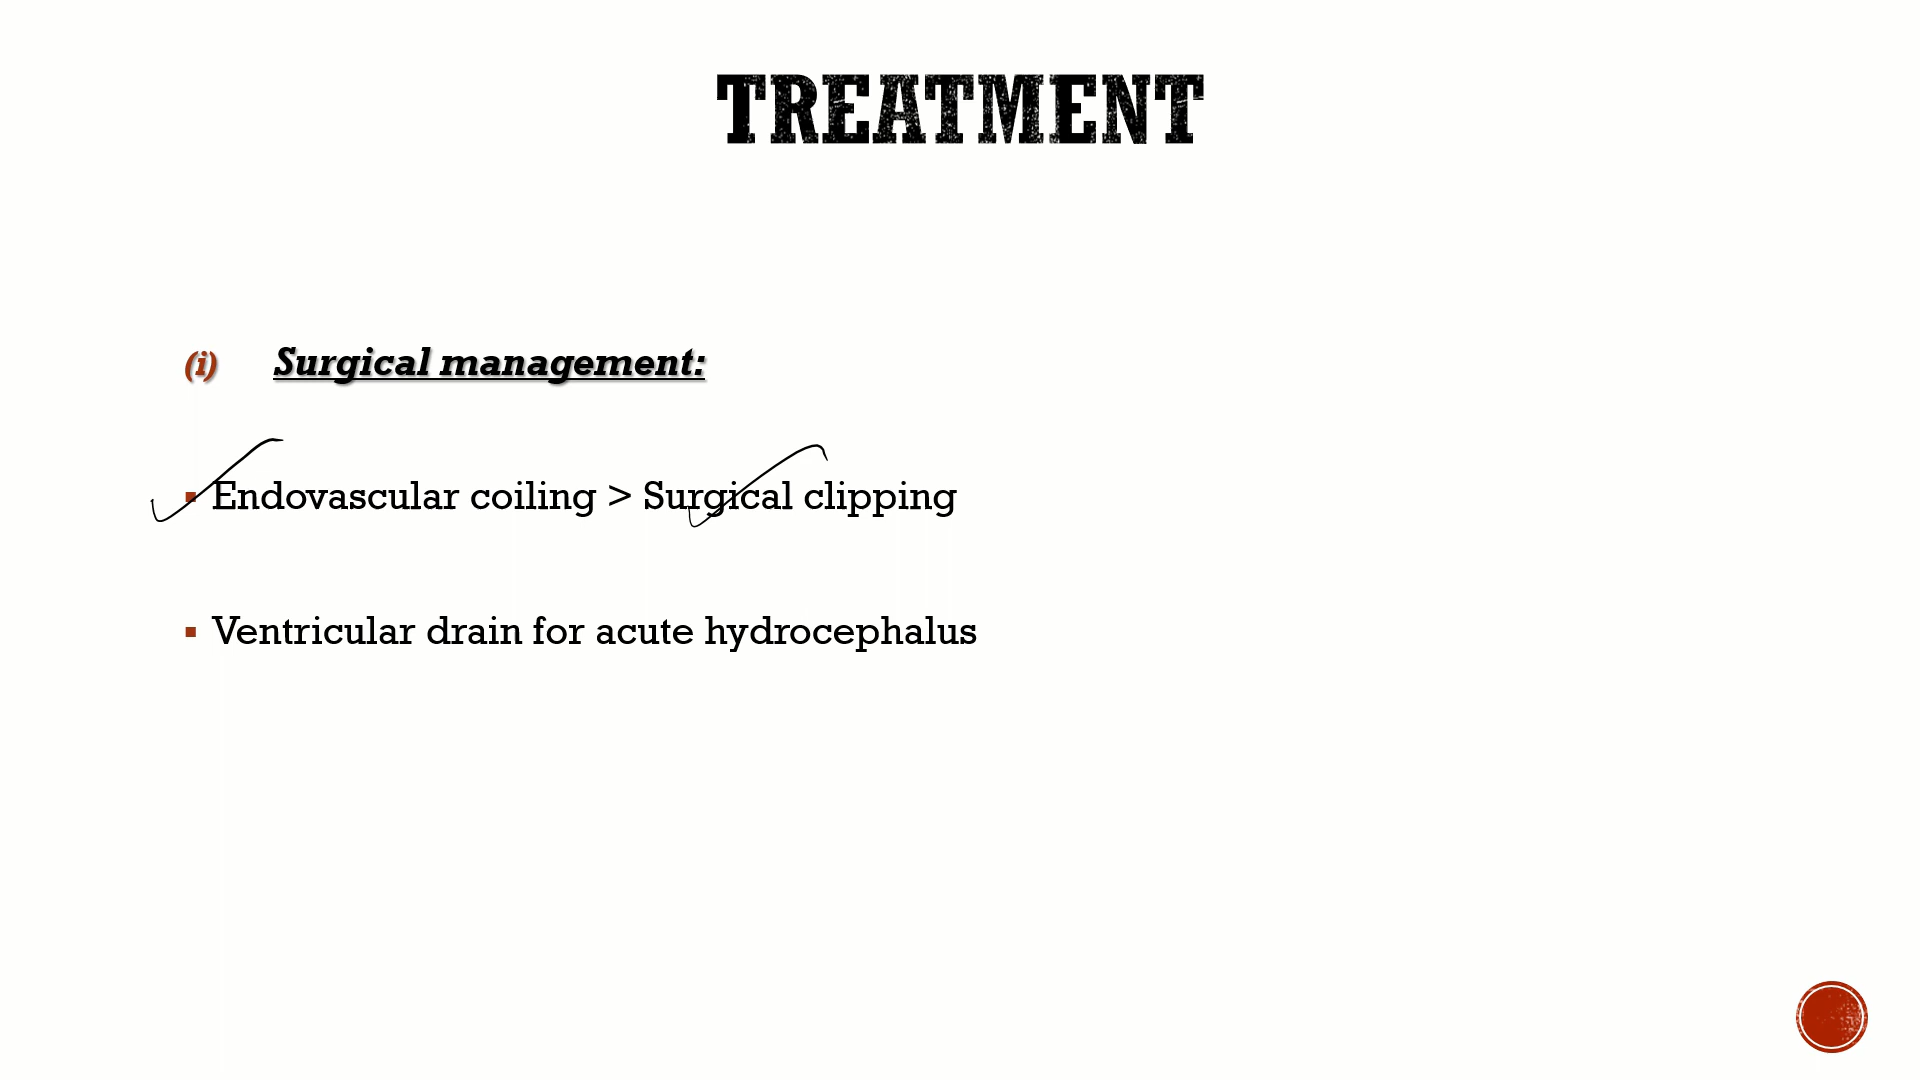 TREATMENT
(i) Surgical management:
▪ Endovascular coiling > Surgical clipping
▪ Ventricular drain for acute hydrocephalus